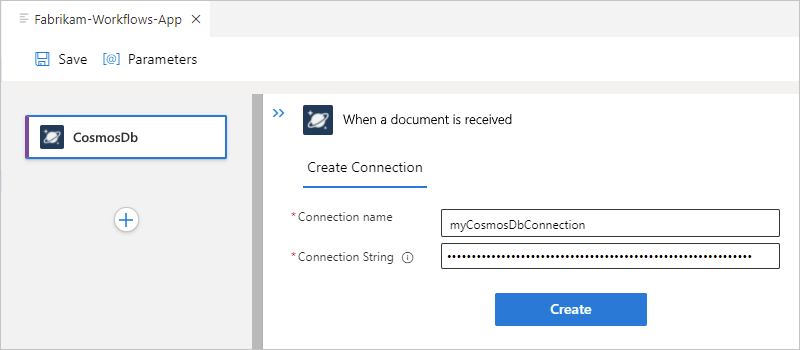 Fabrikam-Workflows-App
Save [@] Parameters
CosmosDb
When a document is received
Create Connection
*Connection name
myCosmosDbConnection
*Connection String
••••••••••••••••••••••••••••••••••••••••••••••••••••••••••••••
Create